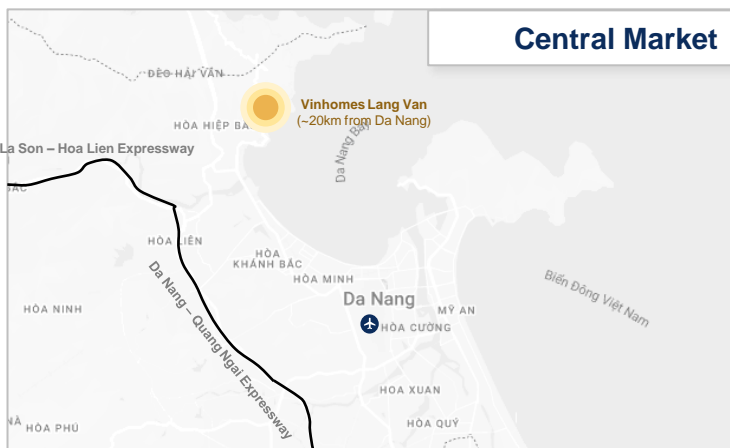 Central Market
ĐÈO HẢI VÂN
Vinhomes Lang Van
(~20km from Da Nang)
HÒA HIỆP BẮ
La Son – Hoa Lien Expressway
Da Nang Bay
HÒA LIÊN
HÒA
KHÁNH BẮC
HÒA MINH
Da Nang – Quang Ngai Expressway
Biển Đông Việt Nam
HÒA NINH
Da Nang
MỸ AN
HÒA CƯỜNG
HOA XUAN
HÒA PHÚ
HÒA QUÝ